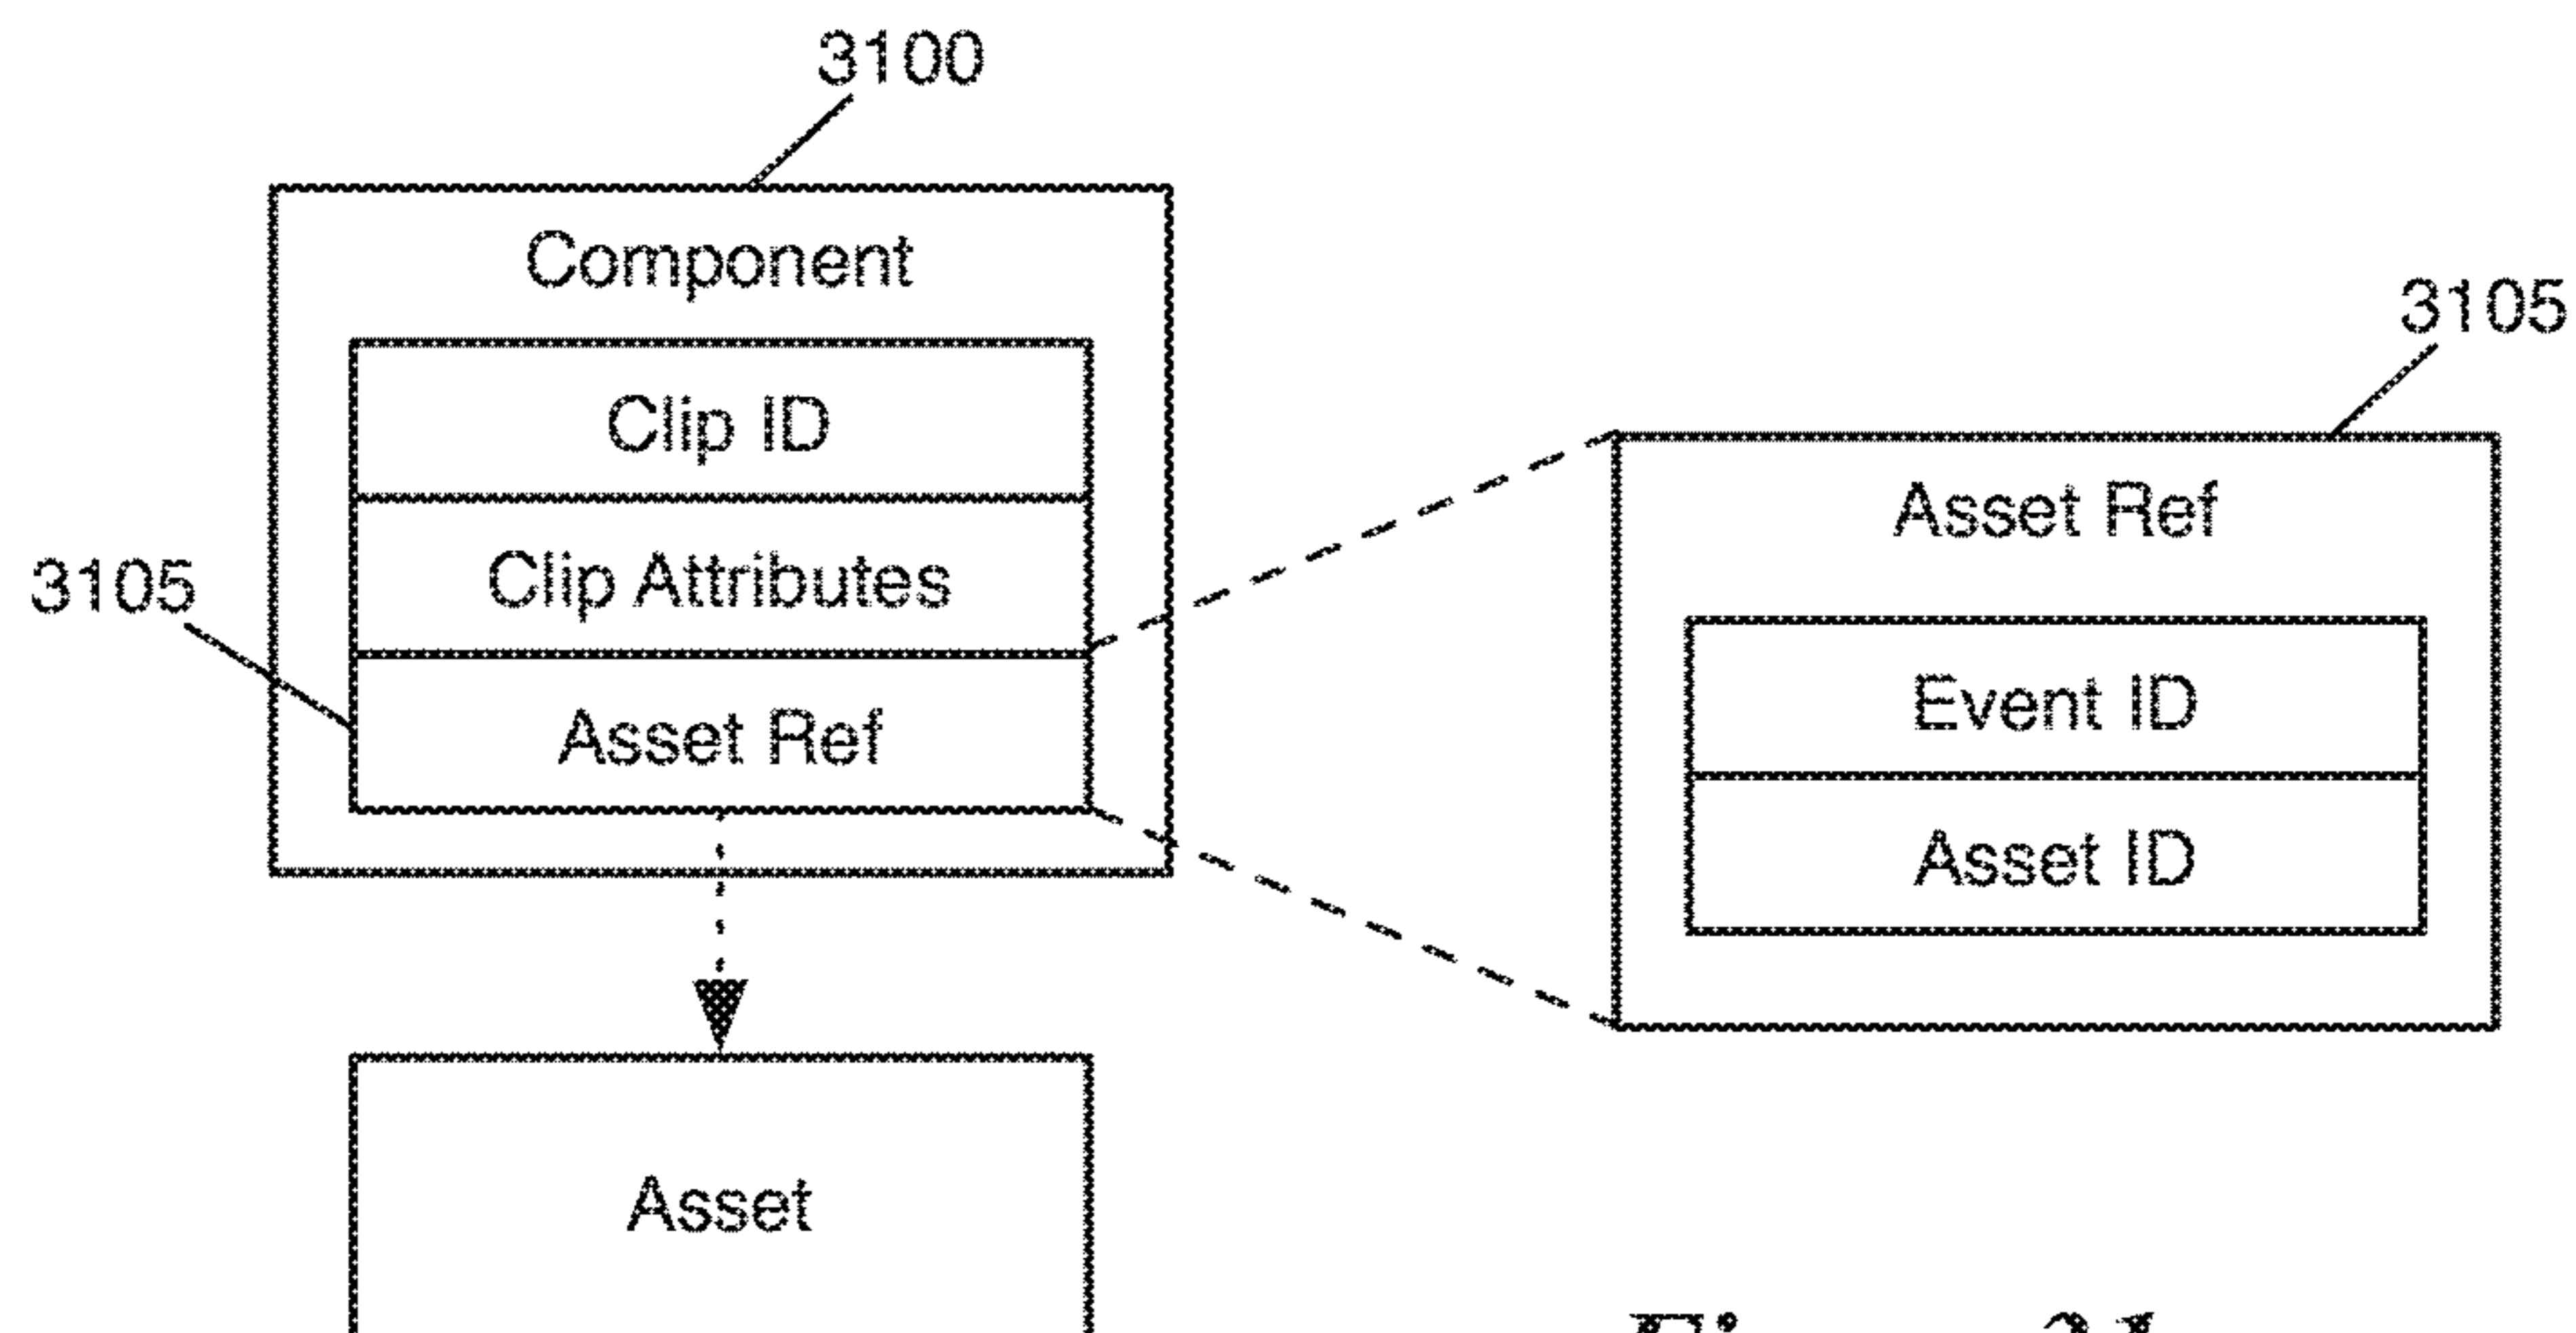 3100
Component
3105
Clip ID
Asset Ref
Clip Attributes
3105
Event ID
Asset Ref
Asset ID
Asset